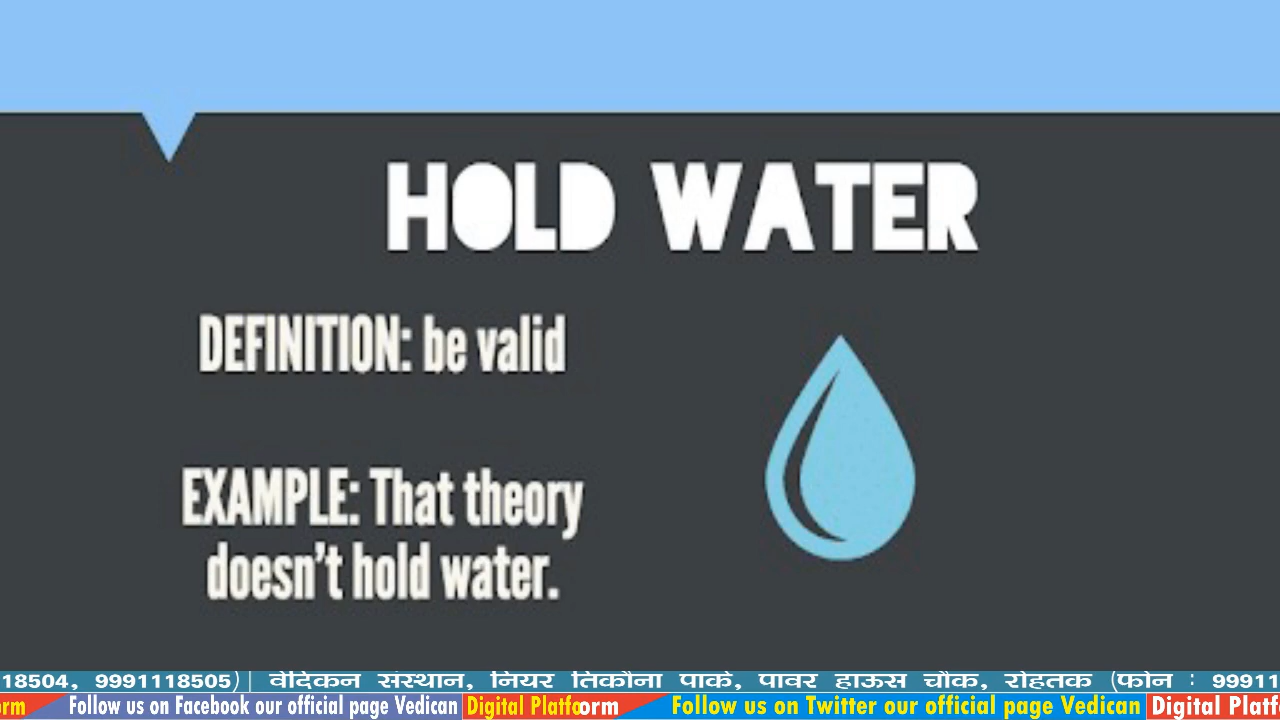 HOLD WATER
DEFINITION: be valid
EXAMPLE: That theory
doesn't hold water.
18504, 9991118505)| वेदिकन संस्थान, नियर तिकौना पार्क, पावर हाऊस चौक, रोहतक (फोन : 99911
orm Follow us on Facebook our official page Vedican Digital Platform Follow us on Twitter our official page Vedican Digital Platf